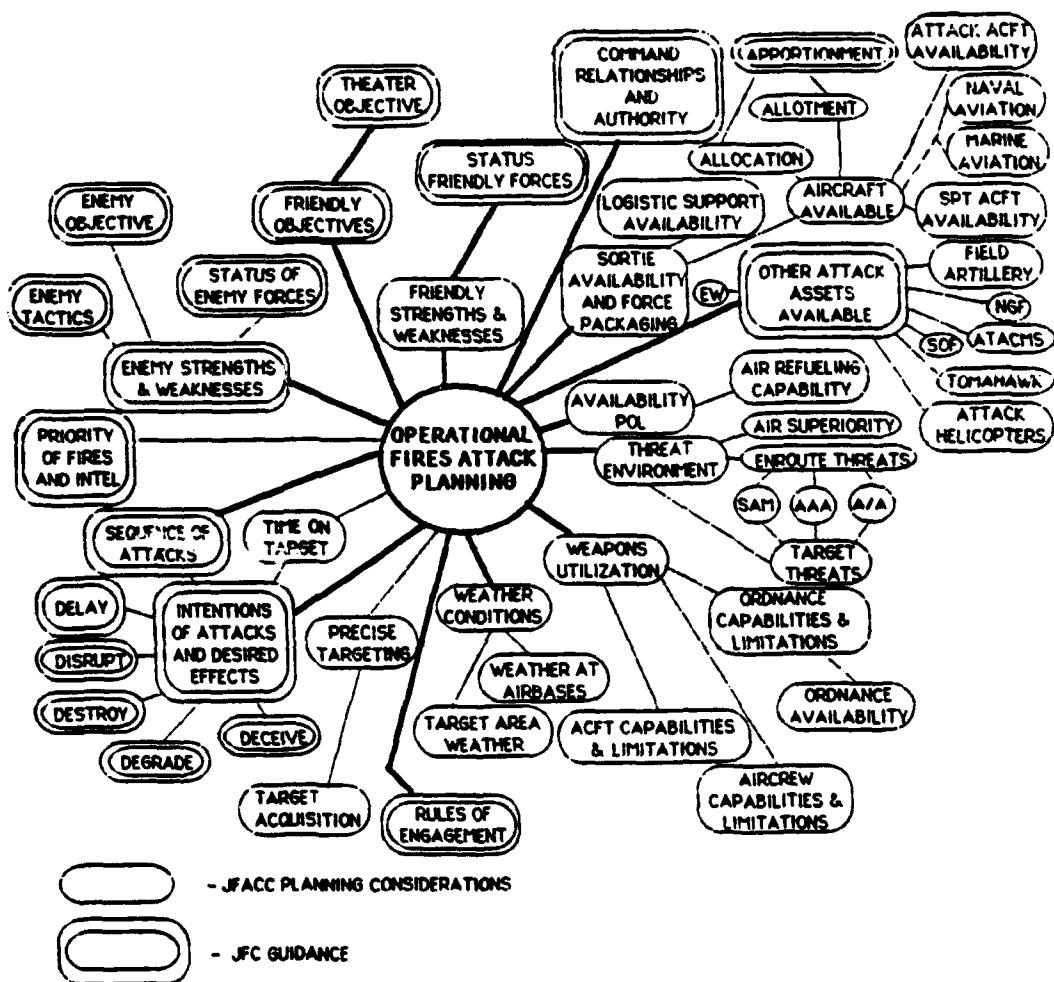 COMMAND
RELATIONSHIPS
AND
AUTHORITY
APPORTIONMENT
ATTACK ACFT
AVAILABILITY
THEATER
OBJECTIVE
ALLOTMENT
NAVAL
AVIATION
MARINE
AVIATION
STATUS
FRIENDLY FORCES
ALLOCATION
ENEMY
OBJECTIVE
FRIENDLY
OBJECTIVES
LOGISTIC SUPPORT
AVAILABILITY
AIRCRAFT
AVAILABLE
SPT ACFT
AVAILABILITY
ENEMY
TACTICS
STATUS OF
ENEMY FORCES
FRIENDLY
STRENGTHS &
WEAKNESSES
SORTIE
AVAILABILITY
AND FORCE
PACKAGING
EW
OTHER ATTACK
ASSETS
AVAILABLE
FIELD
ARTILLERY
NGF
SOF
ATACMS
TOMAHAWK
ATTACK
HELICOPTERS
ENEMY STRENGTHS
& WEAKNESSES
AVAILABILITY
POL
AIR REFUELING
CAPABILITY
PRIORITY
OF FIRES
AND INTEL
OPERATIONAL
FIRES ATTACK
PLANNING
THREAT
ENVIRONMENT
AIR SUPERIORITY
ENROUTE THREATS
SAM
AAA
A/A
TARGET
THREATS
SEQUENCE OF
ATTACKS
TIME ON
TARGET
WEAPONS
UTILIZATION
DELAY
DISRUPT
DESTROY
DEGRADE
DECEIVE
INTENTIONS
OF ATTACKS
AND DESIRED
EFFECTS
PRECISE
TARGETING
WEATHER
CONDITIONS
ORDNANCE
CAPABILITIES &
LIMITATIONS
WEATHER AT
AIRBASES
TARGET AREA
WEATHER
ACFT CAPABILITIES
& LIMITATIONS
ORDNANCE
AVAILABILITY
TARGET
ACQUISITION
RULES OF
ENGAGEMENT
AIRCREW
CAPABILITIES &
LIMITATIONS
- JFACC PLANNING CONSIDERATIONS
- JFC GUIDANCE